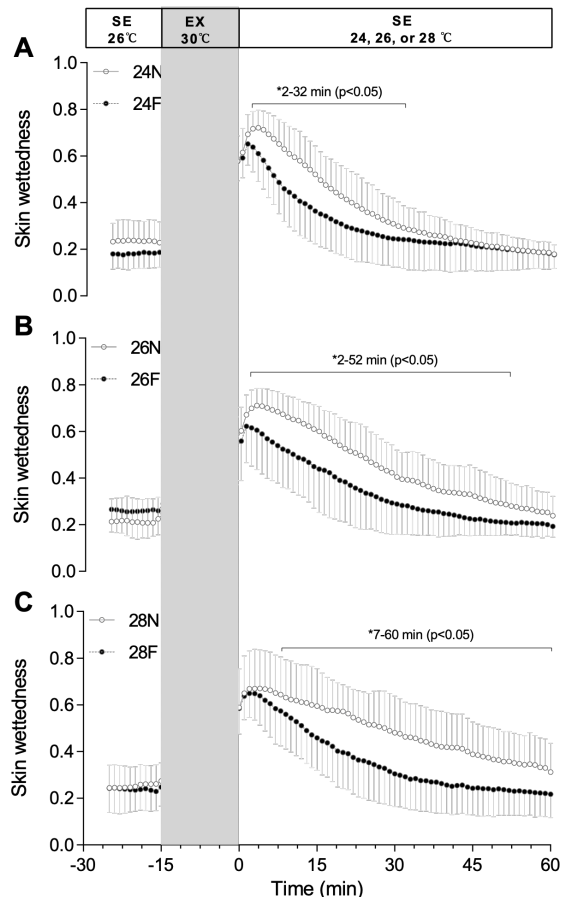 SE EX SE
26℃ 30℃ 24, 26, or 28 ℃
A
1.0
24N
*2-32 min (p<0.05)
0.8
24F
0.6
Skin wettedness
0.4
0.2
0.0
B
1.0
26N
*2-52 min (p<0.05)
0.8
26F
0.6
Skin wettedness
0.4
0.2
0.0
C
1.0
28N
*7-60 min (p<0.05)
0.8
28F
0.6
Skin wettedness
0.4
0.2
0.0
-30 -15 0 15 30 45 60
Time (min)